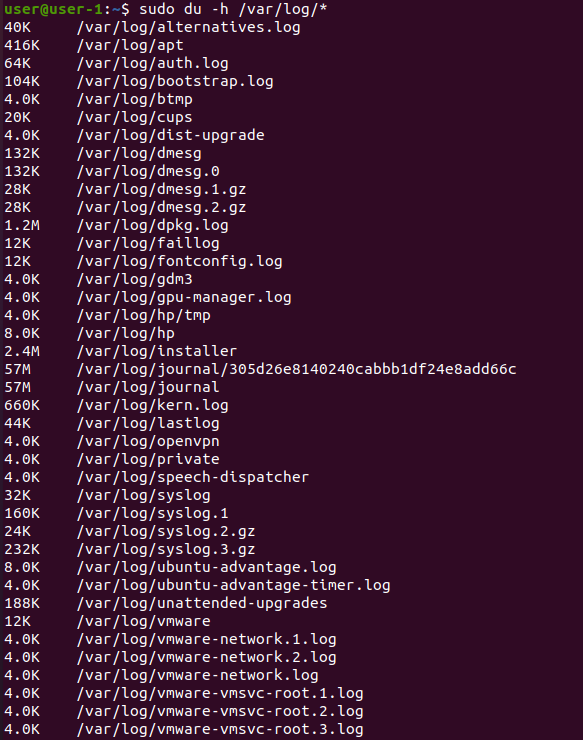 user@user-1:~$ sudo du -h /var/log/*
40K /var/log/alternatives.log
416K /var/log/apt
64K /var/log/auth.log
104K /var/log/bootstrap.log
4.0K /var/log/btmp
20K /var/log/cups
4.0K /var/log/dist-upgrade
132K /var/log/dmesg
132K /var/log/dmesg.0
28K /var/log/dmesg.1.gz
28K /var/log/dmesg.2.gz
1.2M /var/log/dpkg.log
12K /var/log/faillog
12K /var/log/fontconfig.log
4.0K /var/log/gdm3
4.0K /var/log/gpu-manager.log
4.0K /var/log/hp/tmp
8.0K /var/log/hp
2.4M /var/log/installer
57M /var/log/journal/305d26e8140240cabbb1df24e8add66c
57M /var/log/journal
660K /var/log/kern.log
44K /var/log/lastlog
4.0K /var/log/openvpn
4.0K /var/log/private
4.0K /var/log/speech-dispatcher
32K /var/log/syslog
160K /var/log/syslog.1
24K /var/log/syslog.2.gz
232K /var/log/syslog.3.gz
8.0K /var/log/ubuntu-advantage.log
4.0K /var/log/ubuntu-advantage-timer.log
188K /var/log/unattended-upgrades
12K /var/log/vmware
4.0K /var/log/vmware-network.1.log
4.0K /var/log/vmware-network.2.log
4.0K /var/log/vmware-network.log
4.0K /var/log/vmware-vmsvc-root.1.log
4.0K /var/log/vmware-vmsvc-root.2.log
4.0K /var/log/vmware-vmsvc-root.3.log